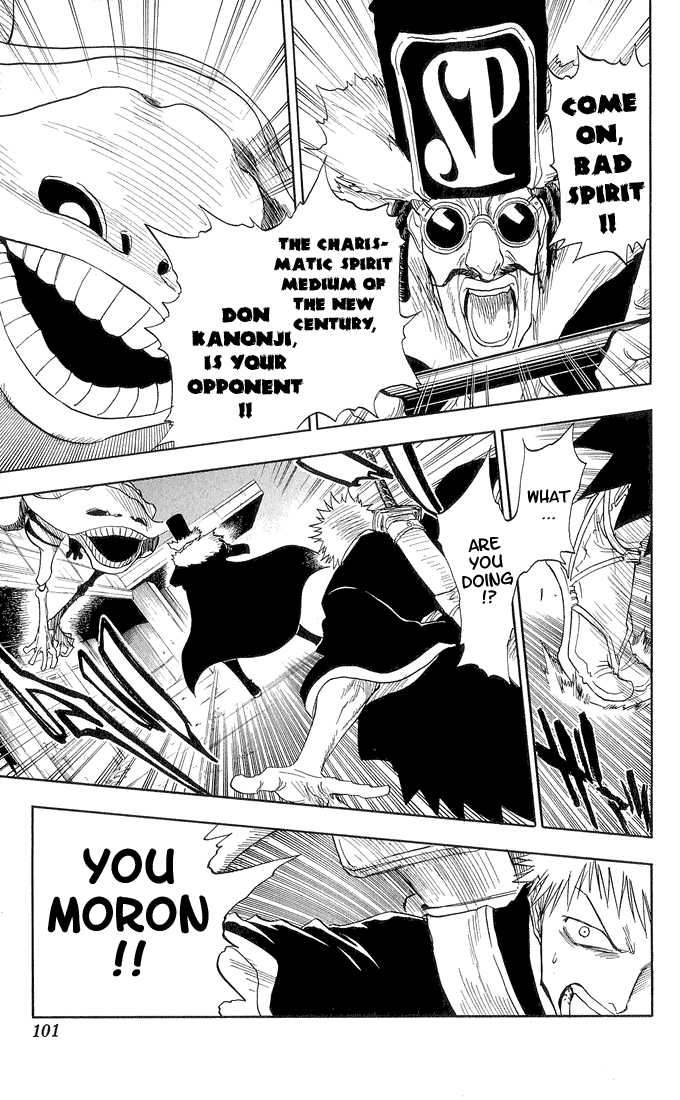 SP
COME
ON,
BAD
SPIRIT
!!
THE CHARIS-
MATIC SPIRIT
MEDIUM OF
THE NEW
CENTURY,
DON
KANONJI,
IS YOUR
OPPONENT
!!
WHAT
...
ARE
YOU
DOING
!?
YOU
MORON
!!
101